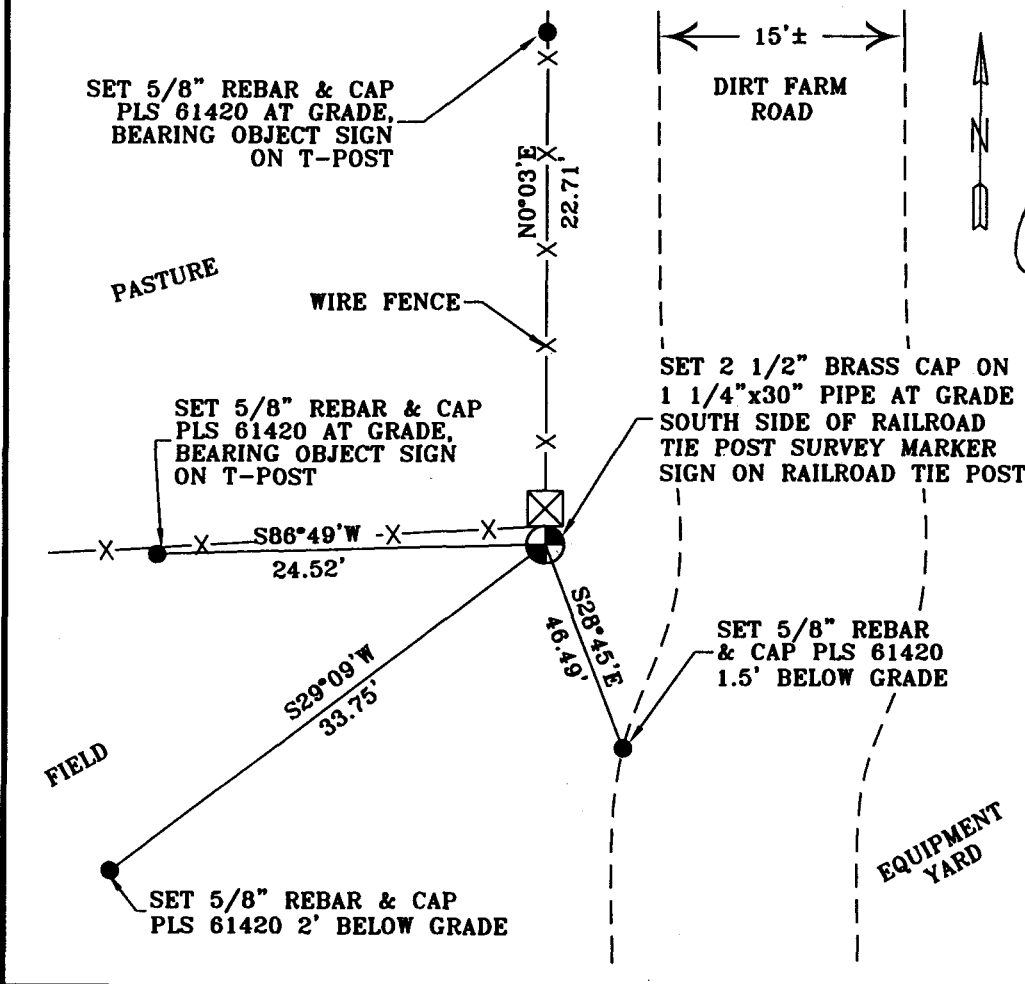 15'±
DIRT FARM
ROAD
N
SET 5/8" REBAR & CAP
PLS 61420 AT GRADE,
BEARING OBJECT SIGN
ON T-POST
N0°03'E
22.71'
PASTURE
WIRE FENCE
SET 2 1/2" BRASS CAP ON
1 1/4"x30" PIPE AT GRADE
SOUTH SIDE OF RAILROAD
TIE POST SURVEY MARKER
SIGN ON RAILROAD TIE POST
SET 5/8" REBAR & CAP
PLS 61420 AT GRADE,
BEARING OBJECT SIGN
ON T-POST
S86°49'W
24.52'
S28°45'E
46.49'
SET 5/8" REBAR
& CAP PLS 61420
1.5' BELOW GRADE
S29°09'W
33.75'
FIELD
EQUIPMENT
YARD
SET 5/8" REBAR & CAP
PLS 61420 2' BELOW GRADE